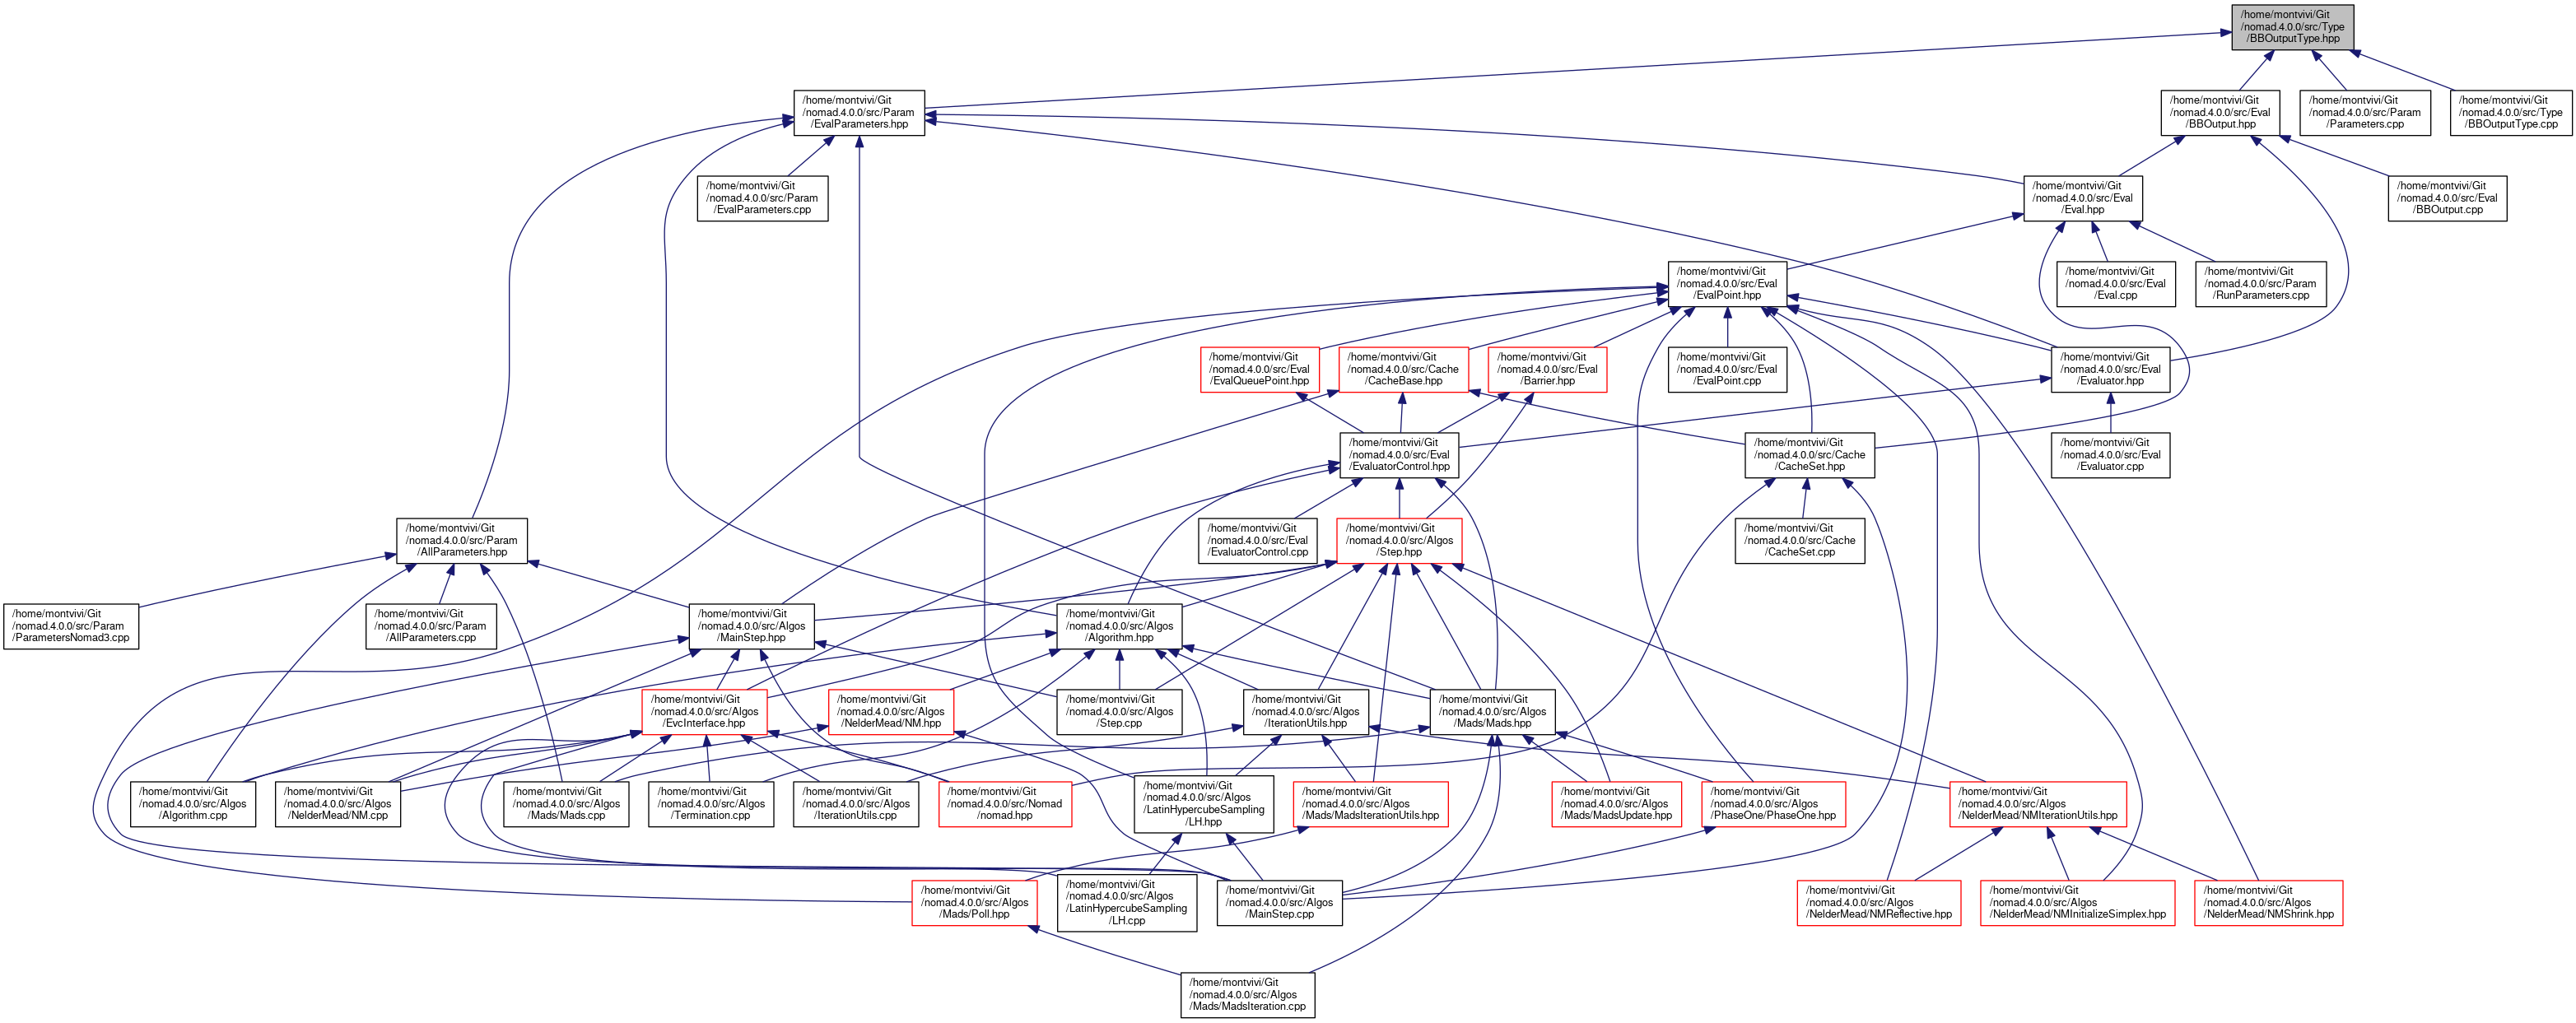 /home/montvivi/Git
/nomad.4.0.0/src/Type
/BBOutputType.hpp
/home/montvivi/Git
/nomad.4.0.0/src/Param
/EvalParameters.hpp
/home/montvivi/Git
/nomad.4.0.0/src/Eval
/BBOutput.hpp
/home/montvivi/Git
/nomad.4.0.0/src/Param
/Parameters.cpp
/home/montvivi/Git
/nomad.4.0.0/src/Type
/BBOutputType.cpp
/home/montvivi/Git
/nomad.4.0.0/src/Param
/EvalParameters.cpp
/home/montvivi/Git
/nomad.4.0.0/src/Eval
/Eval.hpp
/home/montvivi/Git
/nomad.4.0.0/src/Eval
/BBOutput.cpp
/home/montvivi/Git
/nomad.4.0.0/src/Eval
/EvalPoint.hpp
/home/montvivi/Git
/nomad.4.0.0/src/Eval
/Eval.cpp
/home/montvivi/Git
/nomad.4.0.0/src/Param
/RunParameters.cpp
/home/montvivi/Git
/nomad.4.0.0/src/Eval
/EvalQueuePoint.hpp
/home/montvivi/Git
/nomad.4.0.0/src/Cache
/CacheBase.hpp
/home/montvivi/Git
/nomad.4.0.0/src/Eval
/Barrier.hpp
/home/montvivi/Git
/nomad.4.0.0/src/Eval
/EvalPoint.cpp
/home/montvivi/Git
/nomad.4.0.0/src/Eval
/Evaluator.hpp
/home/montvivi/Git
/nomad.4.0.0/src/Eval
/EvaluatorControl.hpp
/home/montvivi/Git
/nomad.4.0.0/src/Cache
/CacheSet.hpp
/home/montvivi/Git
/nomad.4.0.0/src/Eval
/Evaluator.cpp
/home/montvivi/Git
/nomad.4.0.0/src/Param
/AllParameters.hpp
/home/montvivi/Git
/nomad.4.0.0/src/Eval
/EvaluatorControl.cpp
/home/montvivi/Git
/nomad.4.0.0/src/Algos
/Step.hpp
/home/montvivi/Git
/nomad.4.0.0/src/Cache
/CacheSet.cpp
/home/montvivi/Git
/nomad.4.0.0/src/Param
/ParametersNomad3.cpp
/home/montvivi/Git
/nomad.4.0.0/src/Param
/AllParameters.cpp
/home/montvivi/Git
/nomad.4.0.0/src/Algos
/MainStep.hpp
/home/montvivi/Git
/nomad.4.0.0/src/Algos
/Algorithm.hpp
/home/montvivi/Git
/nomad.4.0.0/src/Algos
/EvcInterface.hpp
/home/montvivi/Git
/nomad.4.0.0/src/Algos
/NelderMead/NM.hpp
/home/montvivi/Git
/nomad.4.0.0/src/Algos
/Step.cpp
/home/montvivi/Git
/nomad.4.0.0/src/Algos
/IterationUtils.hpp
/home/montvivi/Git
/nomad.4.0.0/src/Algos
/Mads/Mads.hpp
/home/montvivi/Git
/nomad.4.0.0/src/Algos
/Algorithm.cpp
/home/montvivi/Git
/nomad.4.0.0/src/Algos
/NelderMead/NM.cpp
/home/montvivi/Git
/nomad.4.0.0/src/Algos
/Mads/Mads.cpp
/home/montvivi/Git
/nomad.4.0.0/src/Algos
/Termination.cpp
/home/montvivi/Git
/nomad.4.0.0/src/Algos
/IterationUtils.cpp
/home/montvivi/Git
/nomad.4.0.0/src/Nomad
/nomad.hpp
/home/montvivi/Git
/nomad.4.0.0/src/Algos
/LatinHypercubeSampling
/LH.hpp
/home/montvivi/Git
/nomad.4.0.0/src/Algos
/Mads/MadsIterationUtils.hpp
/home/montvivi/Git
/nomad.4.0.0/src/Algos
/Mads/MadsUpdate.hpp
/home/montvivi/Git
/nomad.4.0.0/src/Algos
/PhaseOne/PhaseOne.hpp
/home/montvivi/Git
/nomad.4.0.0/src/Algos
/NelderMead/NMIterationUtils.hpp
/home/montvivi/Git
/nomad.4.0.0/src/Algos
/Mads/Poll.hpp
/home/montvivi/Git
/nomad.4.0.0/src/Algos
/LatinHypercubeSampling
/LH.cpp
/home/montvivi/Git
/nomad.4.0.0/src/Algos
/MainStep.cpp
/home/montvivi/Git
/nomad.4.0.0/src/Algos
/NelderMead/NMReflective.hpp
/home/montvivi/Git
/nomad.4.0.0/src/Algos
/NelderMead/NMInitializeSimplex.hpp
/home/montvivi/Git
/nomad.4.0.0/src/Algos
/NelderMead/NMShrink.hpp
/home/montvivi/Git
/nomad.4.0.0/src/Algos
/Mads/MadsIteration.cpp